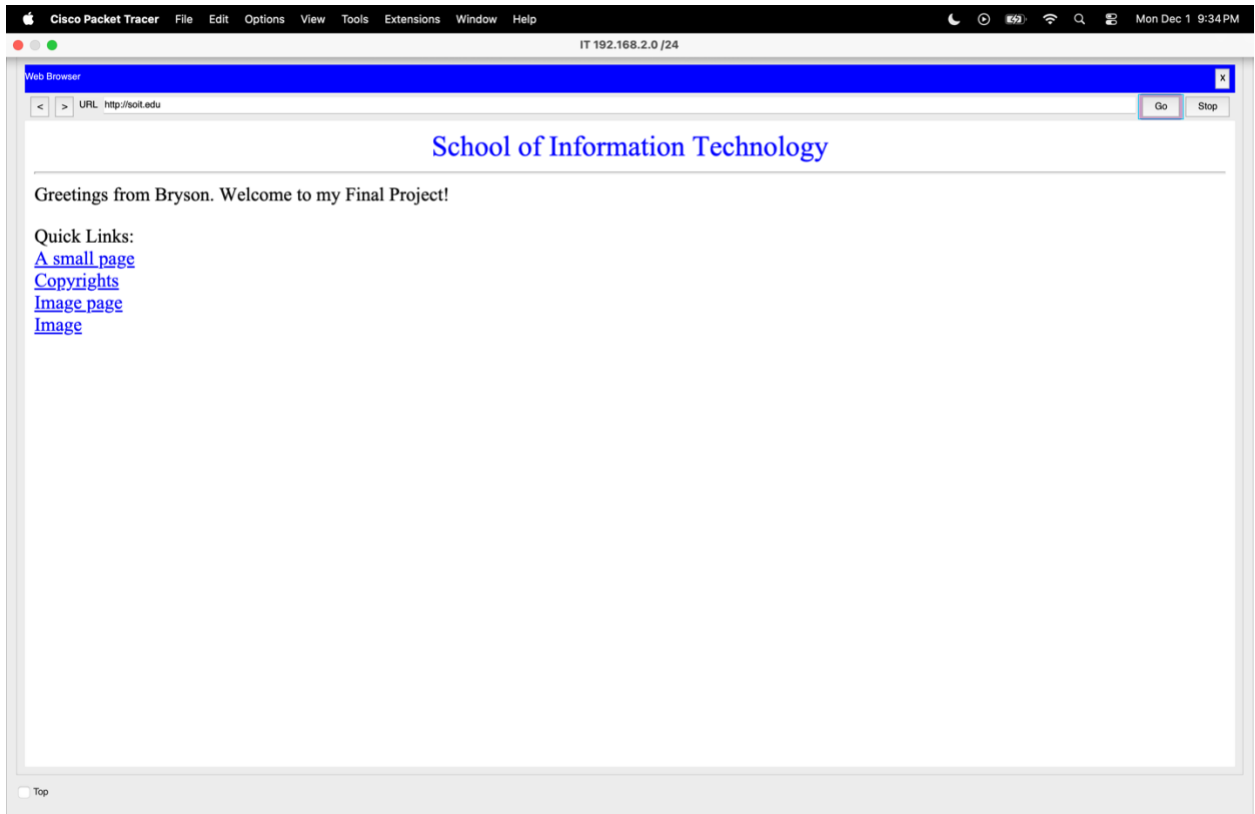 Cisco Packet Tracer File Edit Options View Tools Extensions Window Help Mon Dec 1 9:34 PM
IT 192.168.2.0 /24
Web Browser X
< > URL http://soit.edu Go Stop
School of Information Technology
Greetings from Bryson. Welcome to my Final Project!
Quick Links:
A small page
Copyrights
Image page
Image
Top